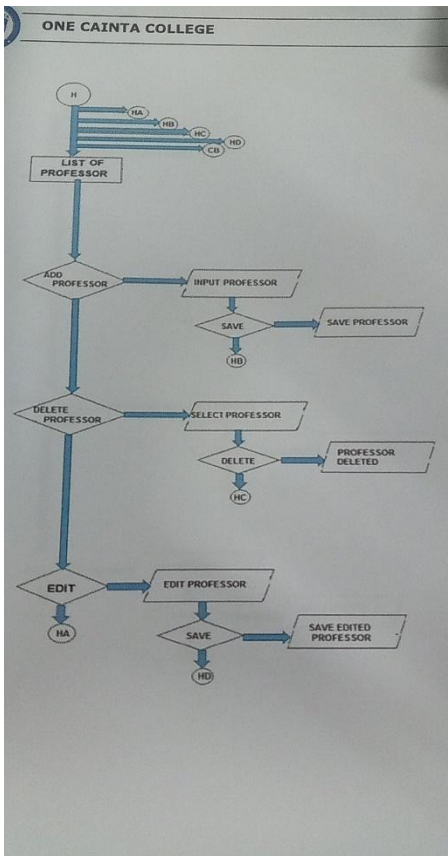 ONE CAINTA COLLEGE
H
HA
HB
HC
HD
CB
LIST OF
PROFESSOR
ADD
PROFESSOR
INPUT PROFESSOR
SAVE
SAVE PROFESSOR
HB
DELETE
PROFESSOR
SELECT PROFESSOR
DELETE
PROFESSOR
DELETED
HC
EDIT
EDIT PROFESSOR
HA
SAVE
SAVE EDITED
PROFESSOR
HD